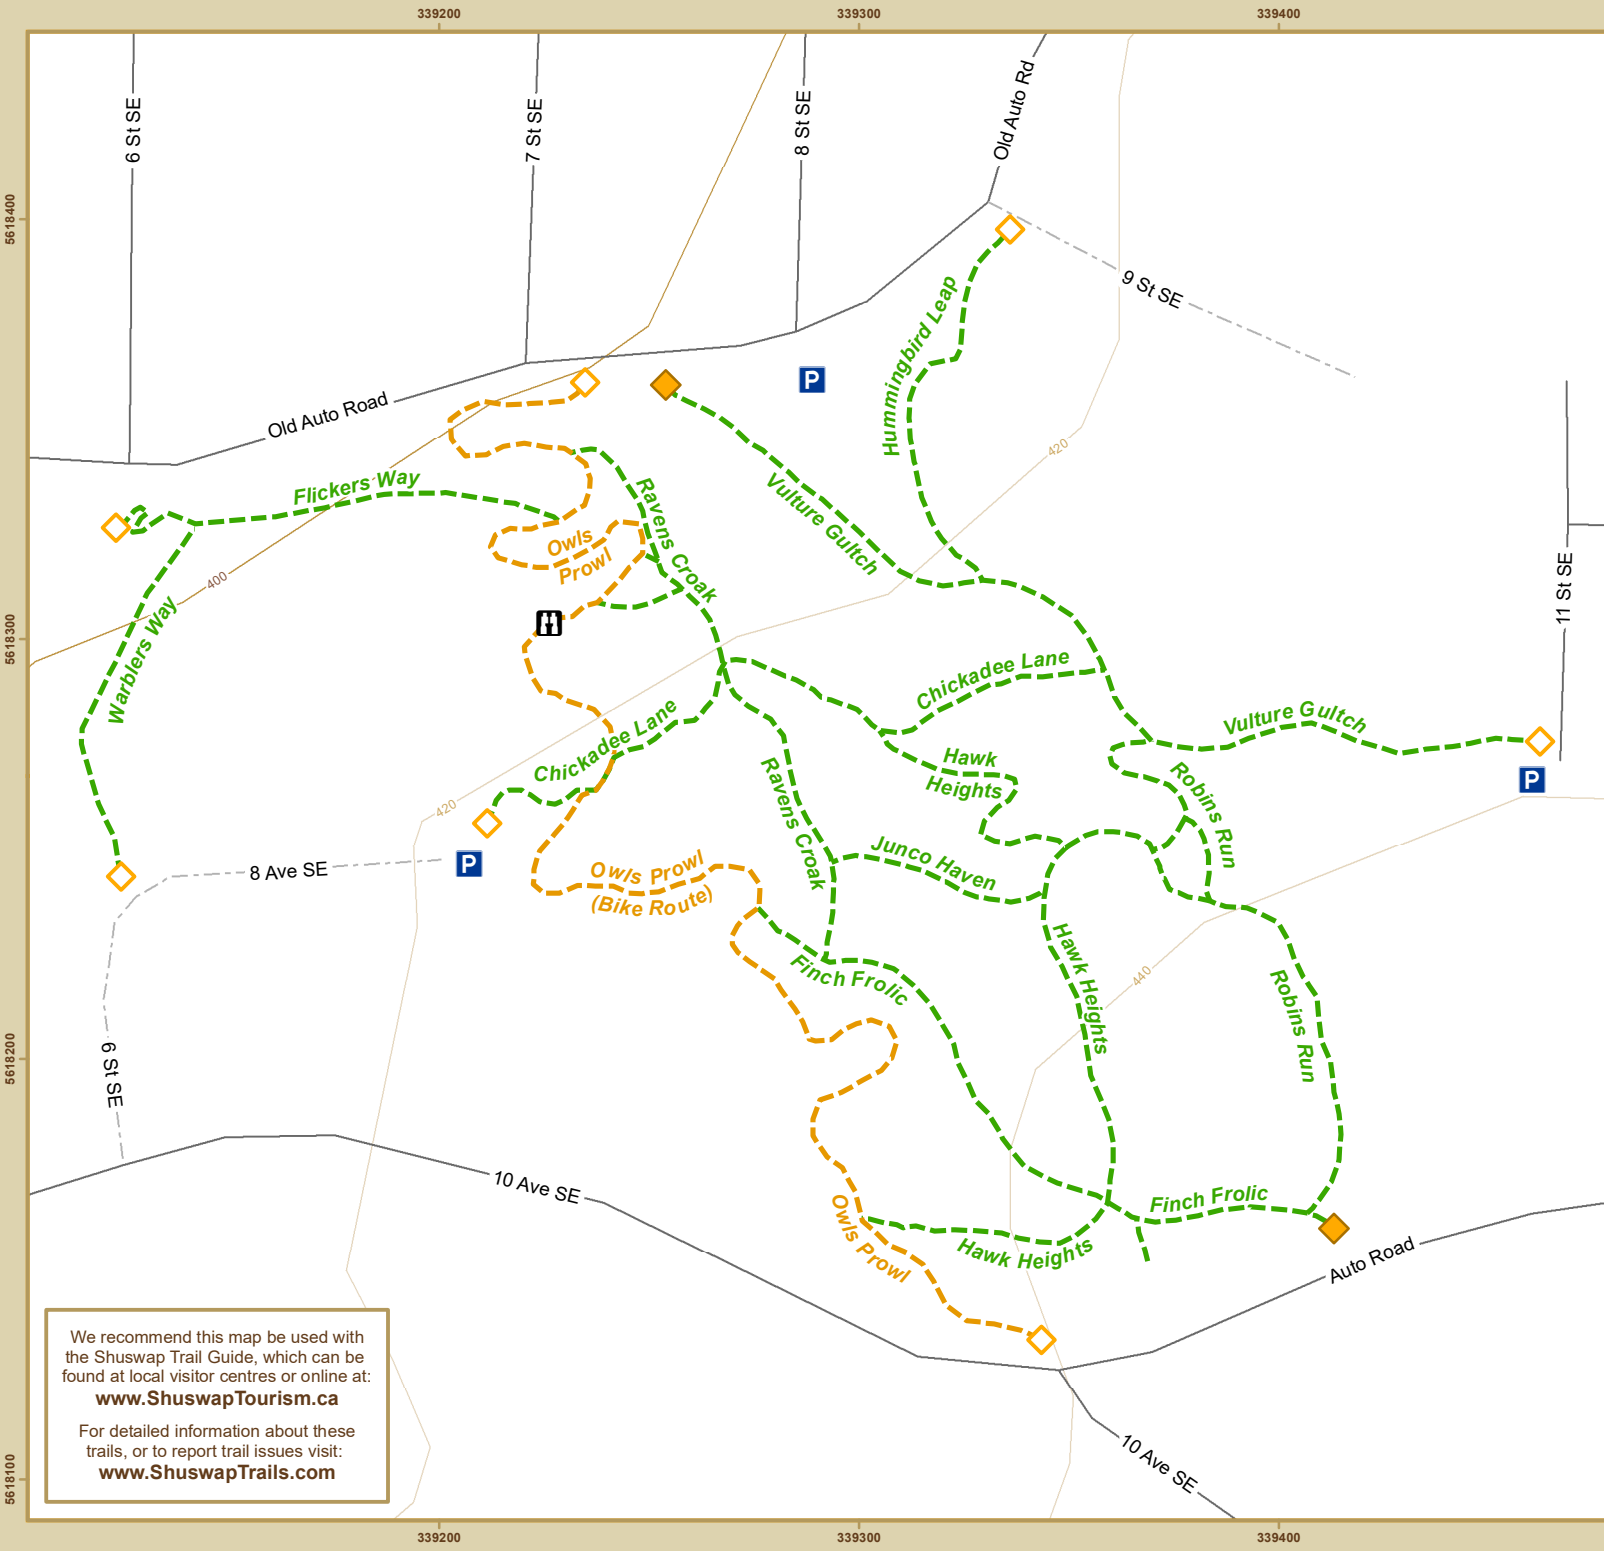 339200
339300
339400
6 St SE
7 St SE
8 St SE
Old Auto Rd
5618400
9 St SE
Hummingbird Leap
P
Old Auto Road
420
Flickers Way
Ravens Croak
Vulture Gultch
Owls
Prowl
400
11 St SE
5618300
Warblers Way
Chickadee Lane
Chickadee Lane
Vulture Gultch
Hawk
Heights
Robins Run
P
420
Ravens Croak
P
8 Ave SE
Owls Prowl
(Bike Route)
Junco Haven
Finch Frolic
Hawk Heights
440
Robins Run
5618200
6 St SE
10 Ave SE
Owls Prowl
Hawk Heights
Finch Frolic
Auto Road
We recommend this map be used with
the Shuswap Trail Guide, which can be
found at local visitor centres or online at:
www.ShuswapTourism.ca
For detailed information about these
trails, or to report trail issues visit:
www.ShuswapTrails.com
10 Ave SE
5618100
339200
339300
339400